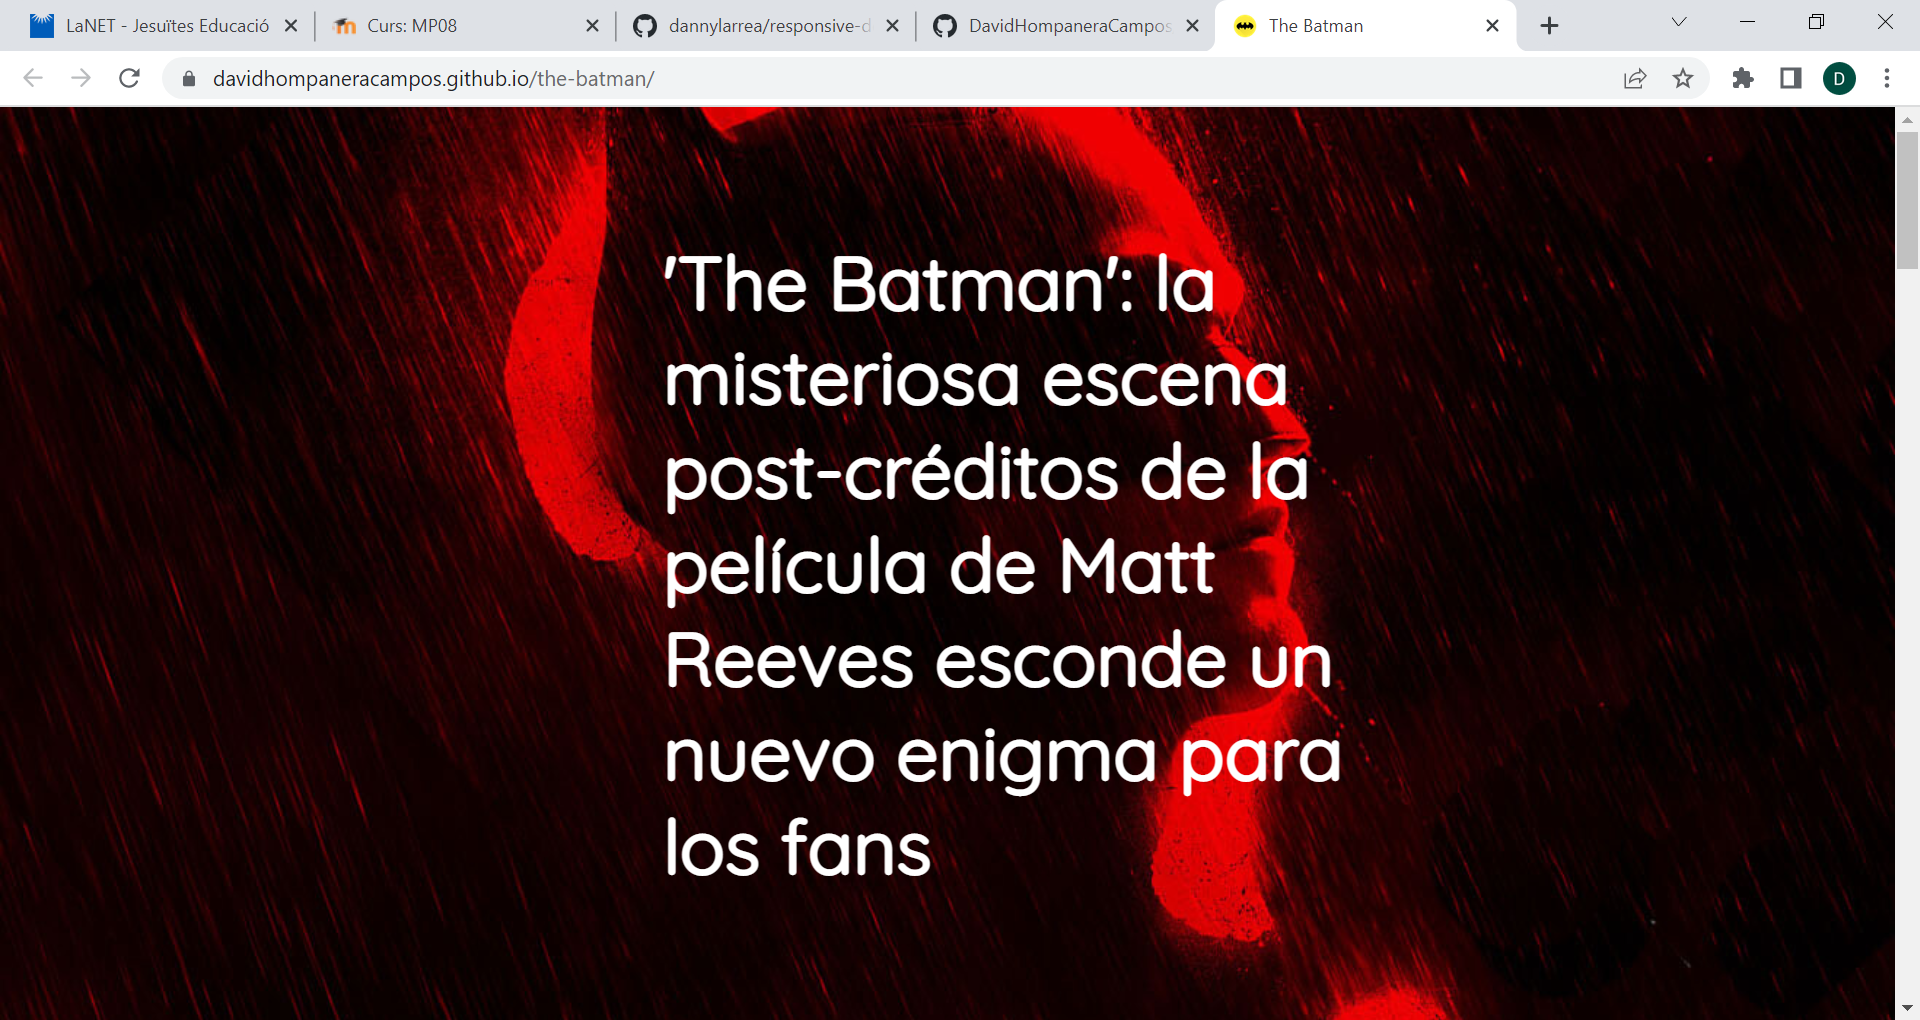 LaNET - Jesuïtes Educació
Curs: MP08
dannylarrea/responsive-d
DavidHompaneraCampos
The Batman
davidhompaneracampos.github.io/the-batman/
D
'The Batman': la
misteriosa escena
post-créditos de la
película de Matt
Reeves esconde un
nuevo enigma para
los fans